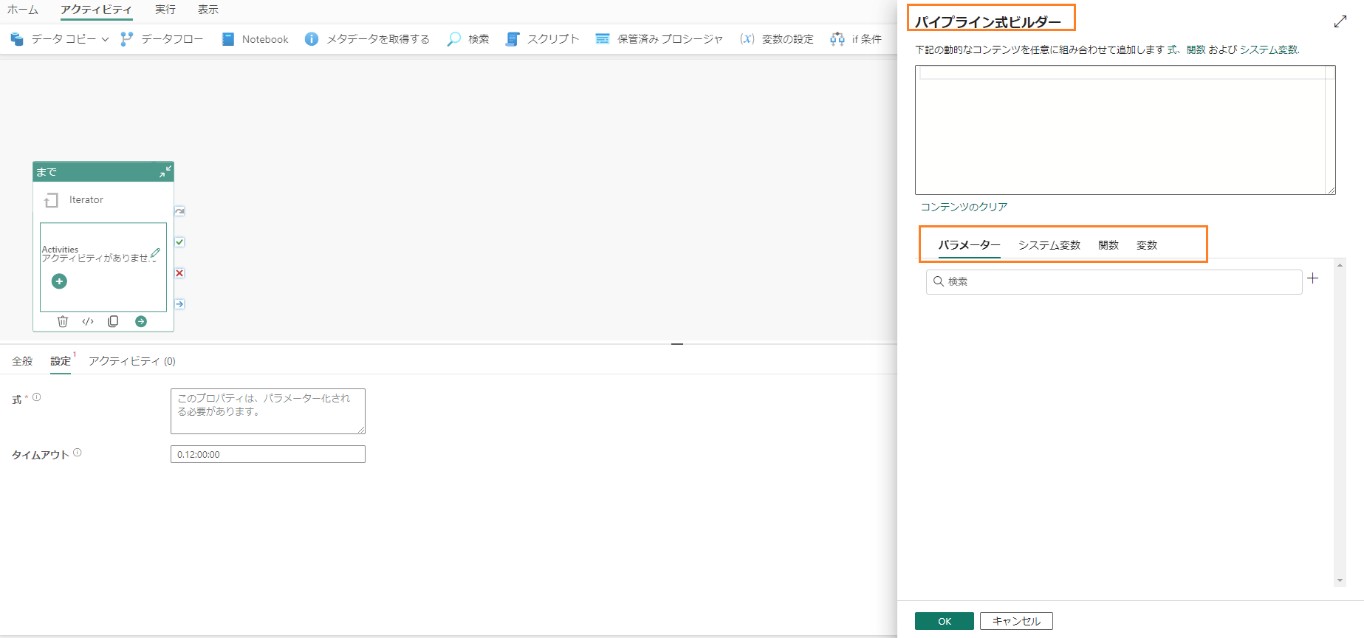 ホーム アクティビティ 実行 表示
データ コピー データフロー Notebook メタデータを取得する 検索 スクリプト 保管済み プロシージャ (x) 変数の設定 if 条件
まで
Iterator
Activities
アクティビティがありませ...
全般 設定 1 アクティビティ (0)
式 *
このプロパティは、パラメーター化され
る必要があります。
タイムアウト
0.12:00:00
パイプライン式ビルダー
下記の動的なコンテンツを任意に組み合わせて追加します 式、関数 および システム変数.
コンテンツのクリア
パラメーター システム変数 関数 変数
検索
OK キャンセル